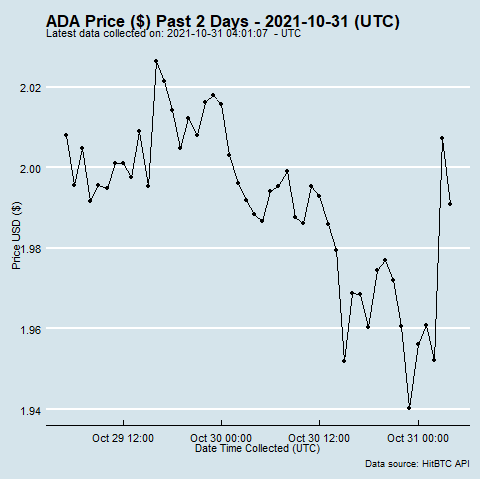 ADA Price ($) Past 2 Days - 2021-10-31 (UTC)
Latest data collected on: 2021-10-31 04:01:07 - UTC
2.02
2.00
1.98
1.96
1.94
Price USD ($)
Oct 29 12:00 Oct 30 00:00 Oct 30 12:00 Oct 31 00:00
Date Time Collected (UTC)
Data source: HitBTC API